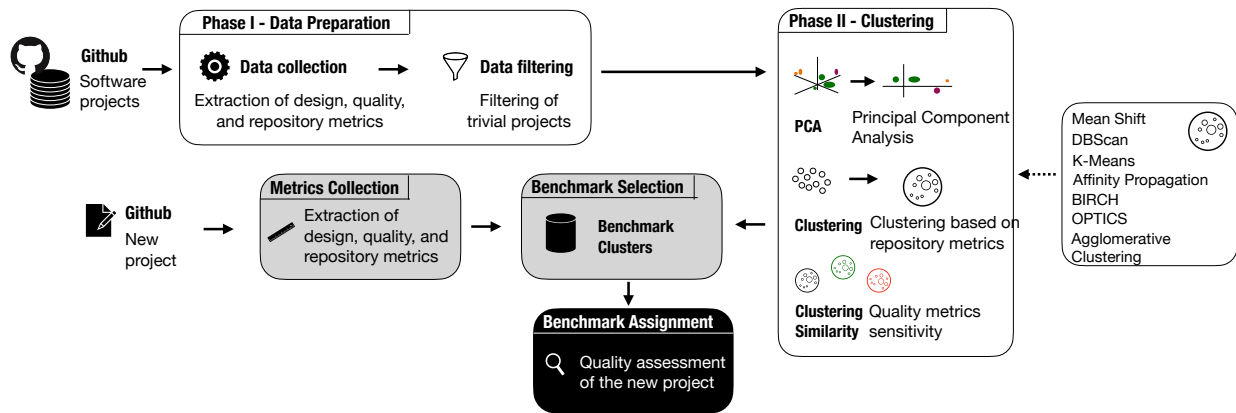 Phase I - Data Preparation
Github
Software
projects
Data collection
Extraction of design, quality,
and repository metrics
Data filtering
Filtering of
trivial projects
Phase II - Clustering
PCA
Principal Component
Analysis
Clustering
Clustering based on
repository metrics
Clustering
Similarity
Quality metrics
sensitivity
Mean Shift
DBScan
K-Means
Affinity Propagation
BIRCH
OPTICS
Agglomerative
Clustering
Github
New
project
Metrics Collection
Extraction of
design, quality, and
repository metrics
Benchmark Selection
Benchmark
Clusters
Benchmark Assignment
Quality assessment
of the new project